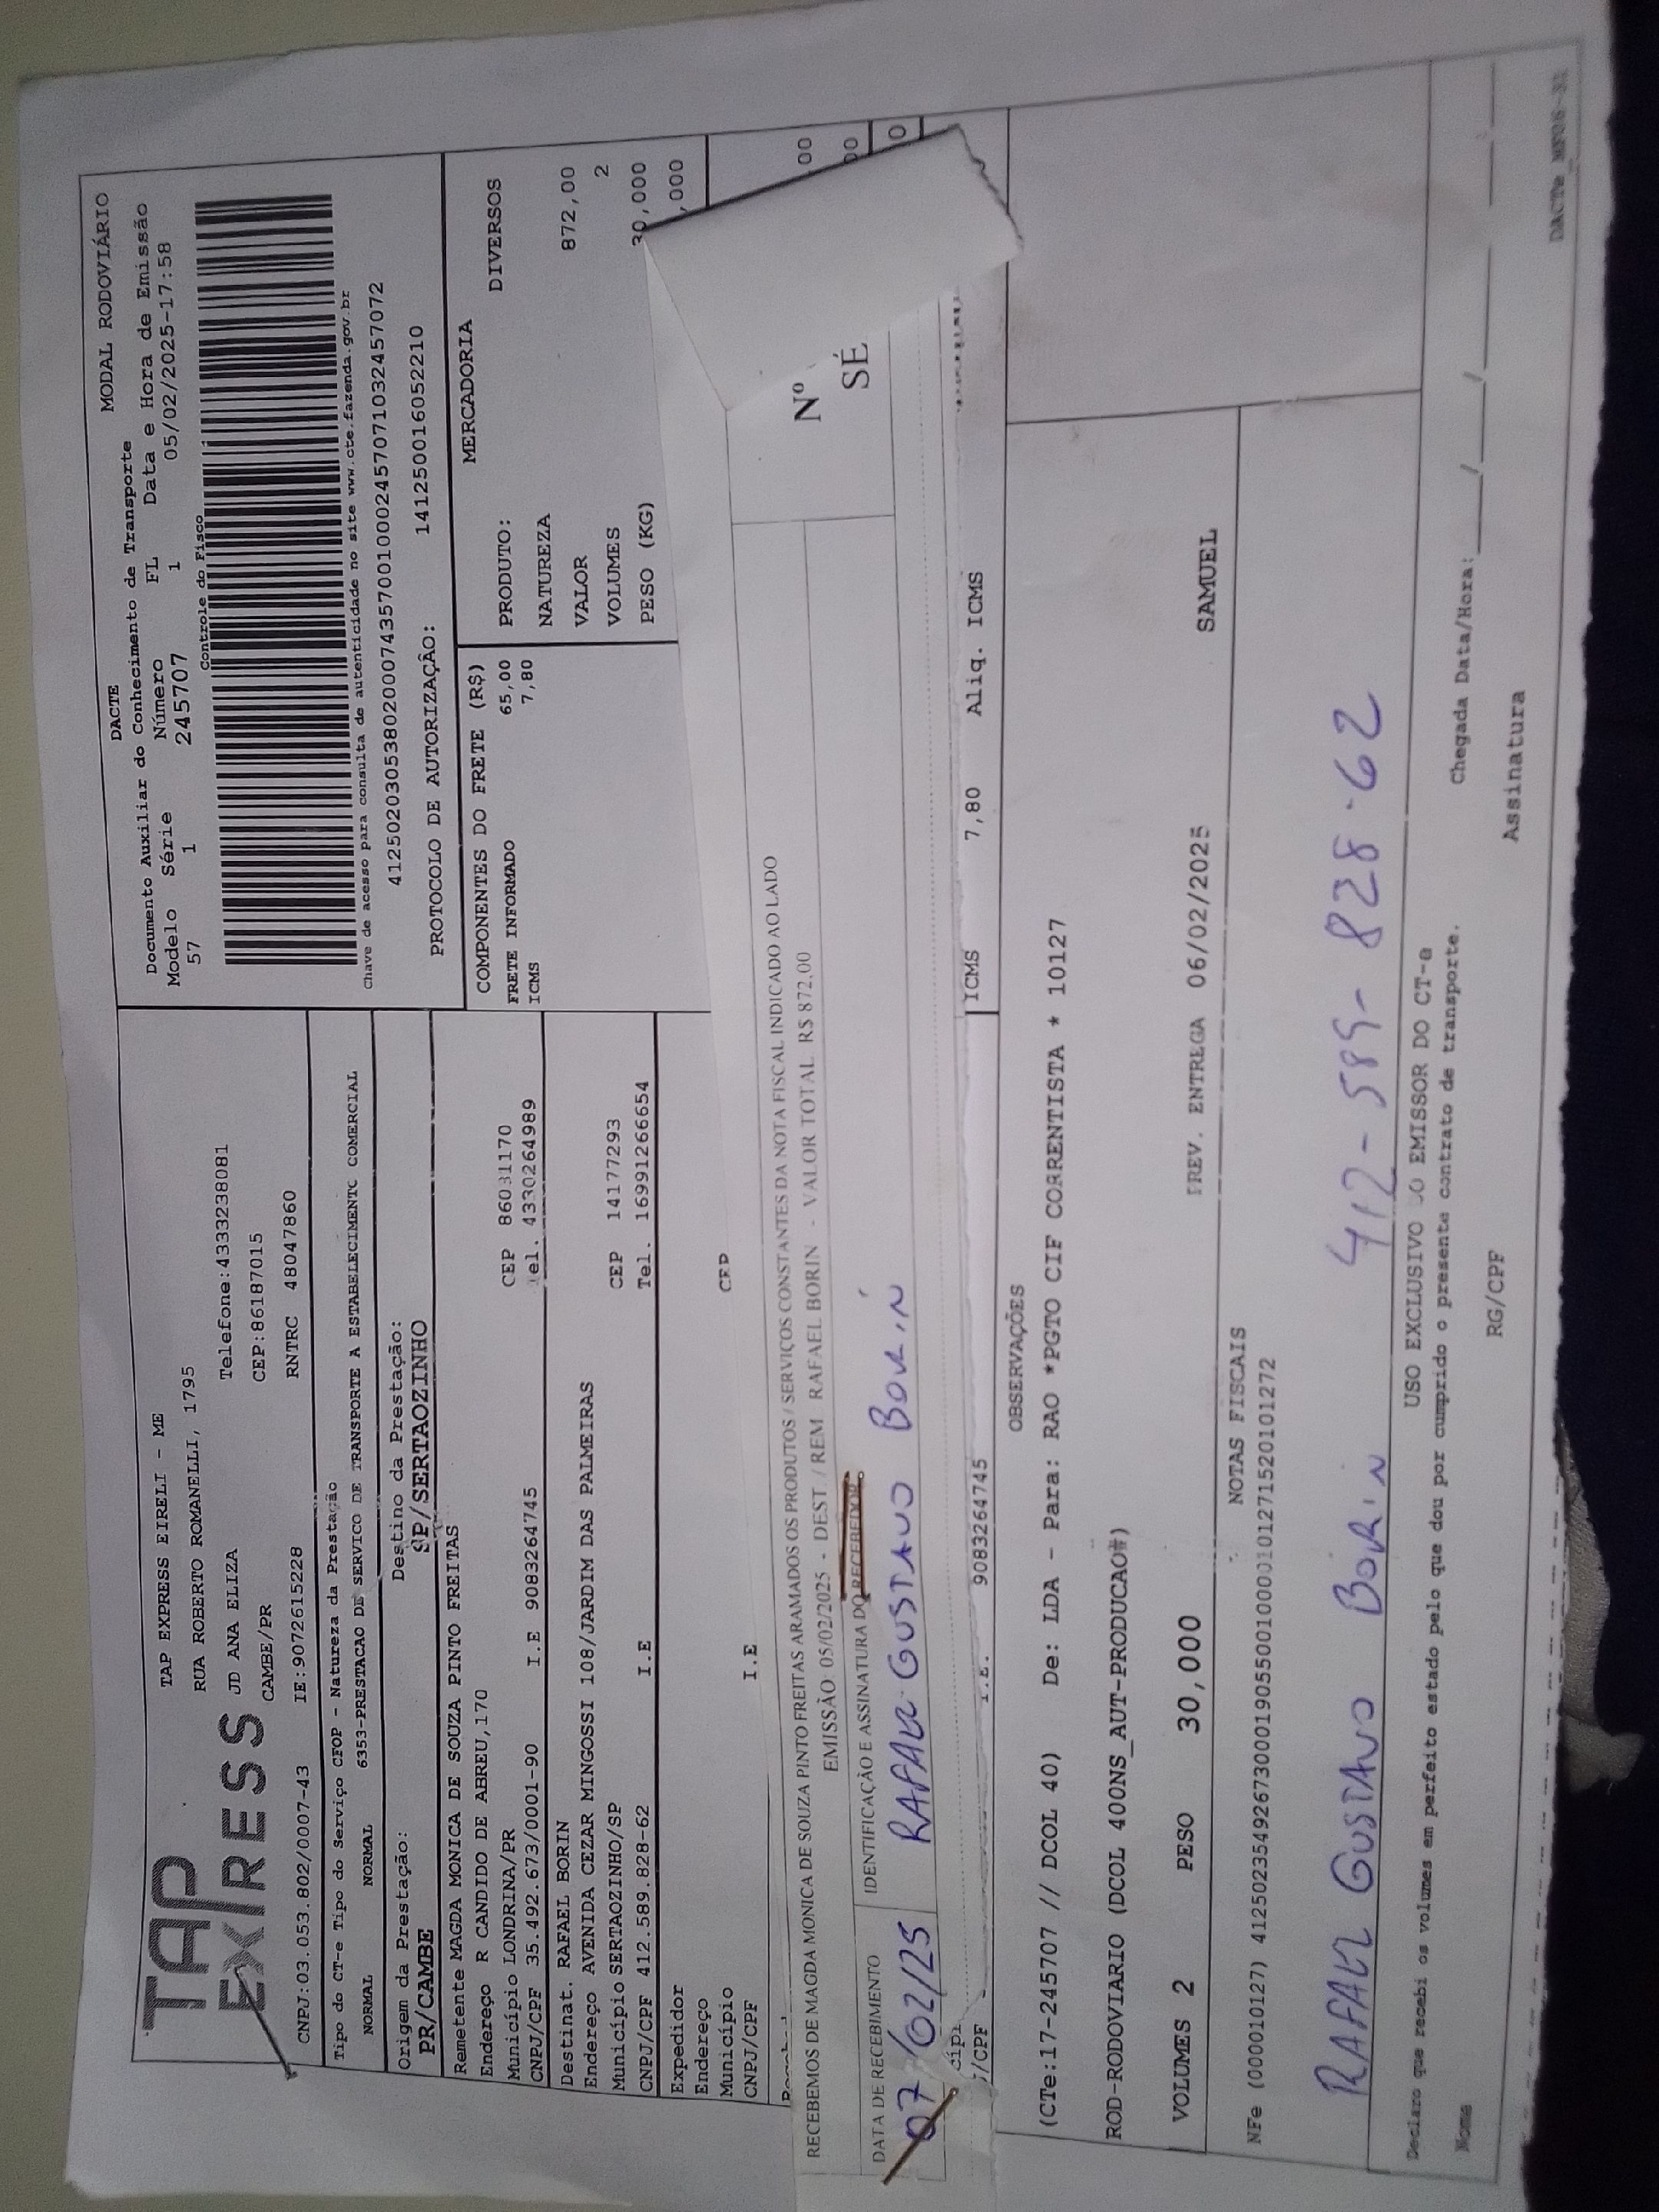 TAP
EXPRESS
TAP EXPRESS EIRELI - ME
RUA ROBERTO ROMANELLI, 1795
JD ANA ELIZA Telefone:4333238081
CAMBE/PR CEP:86187015
CNPJ:03.053.802/0007-43 IE:9072615228 RNTRC 48047860
DACTE MODAL RODOVIÁRIO
Documento Auxiliar do Conhecimento de Transporte
Modelo Série Número FL Data e Hora de Emissão
57 1 245707 1 05/02/2025-17:58
Controle do Fisco
Chave de acesso para consulta de autenticidade no site www.cte.fazenda.gov.br
41250203053802000743570010002457071032457072
PROTOCOLO DE AUTORIZAÇÃO: 141250016052210
Tipo do CT-e Tipo do Serviço CFOP - Natureza da Prestação
NORMAL NORMAL 6353-PRESTACAO DE SERVICO DE TRANSPORTE A ESTABELECIMENTO COMERCIAL
Origem da Prestação: Destino da Prestação:
PR/CAMBE SP/SERTAOZINHO
Remetente MAGDA MONICA DE SOUZA PINTO FREITAS
Endereço R CANDIDO DE ABREU,170
Município LONDRINA/PR CEP 86031170
CNPJ/CPF 35.492.673/0001-90 I.E 9083264745 Tel. 4330264989
Destinat. RAFAEL BORIN
Endereço AVENIDA CEZAR MINGOSSI 108/JARDIM DAS PALMEIRAS
Município SERTAOZINHO/SP CEP 14177293
CNPJ/CPF 412.589.828-62 I.E Tel. 16991266654
Expedidor
Endereço
Município CEP
CNPJ/CPF I.E
COMPONENTES DO FRETE (R$)
FRETE INFORMADO 65,00
ICMS 7,80
MERCADORIA
PRODUTO: DIVERSOS
NATUREZA
VALOR 872,00
VOLUMES 2
PESO (KG) 30,000
,000
00
00
0
RECEBEMOS DE MAGDA MONICA DE SOUZA PINTO FREITAS ARAMADOS OS PRODUTOS / SERVIÇOS CONSTANTES DA NOTA FISCAL INDICADO AO LADO
EMISSÃO: 05/02/2025 - DEST. / REM: RAFAEL BORIN - VALOR TOTAL: R$ 872,00
Nº
SÉ
DATA DE RECEBIMENTO IDENTIFICAÇÃO E ASSINATURA DO RECEBEDOR
07/02/25 RAFAEL GUSTAVO BORIN
/CPF I.E. 9083264745 ICMS 7,80 Aliq. ICMS
OBSERVAÇÕES
(CTe:17-245707 // DCOL 40) De: LDA - Para: RAO *PGTO CIF CORRENTISTA * 10127
ROD-RODOVIARIO (DCOL 400NS_AUT-PRODUCAO#)
VOLUMES 2 PESO 30,000 PREV. ENTREGA 06/02/2025 SAMUEL
NOTAS FISCAIS
NFe (000010127) 41250235492673000190550010000101271520101272
RAFAEL GUSTAVO BORIN 412-589-828-62
USO EXCLUSIVO DO EMISSOR DO CT-e
Declaro que recebi os volumes em perfeito estado pelo que dou por cumprido o presente contrato de transporte.
Chegada Data/Hora:___/___/___
Nome RG/CPF Assinatura